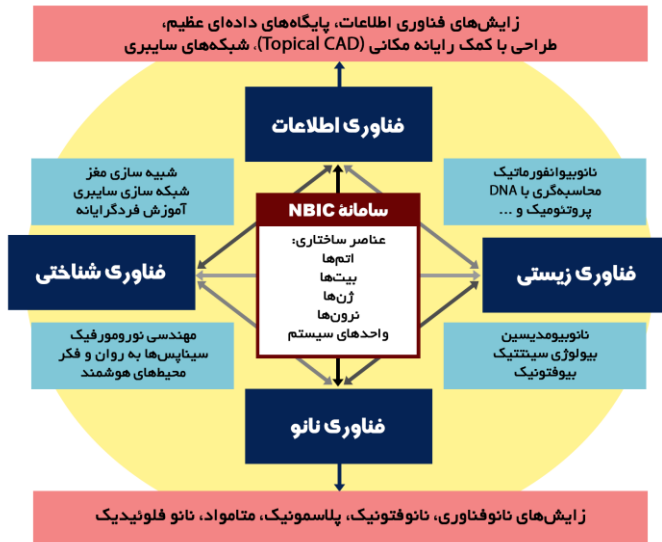 زایش‌های فناوری اطلاعات، پایگاه‌های داده‌ای عظیم،
طراحی با کمک رایانه مکانی (Topical CAD)، شبکه‌های سایبری
فناوری اطلاعات
نانوبیوانفورماتیک
محاسبه‌گری با DNA
پروتئومیک و ...
شبیه سازی مغز
شبکه سازی سایبری
آموزش فردگرایانه
سامانهٔ NBIC
عناصر ساختاری:
اتم‌ها
بیت‌ها
ژن‌ها
نرون‌ها
واحدهای سیستم
فناوری زیستی
فناوری شناختی
نانوبیومدیسین
بیولوژی سینتتیک
بیوفتونیک
مهندسی نورومورفیک
سیناپس‌ها به روان و فکر
محیط‌های هوشمند
فناوری نانو
زایش‌های نانوفناوری، نانوفتونیک، پلاسمونیک، متامواد، نانو فلوئیدیک